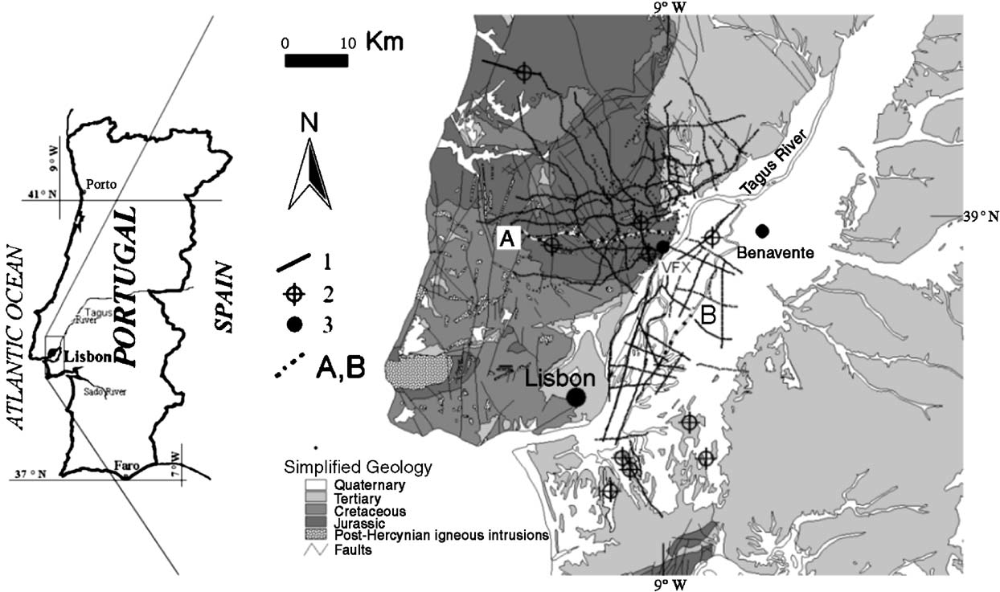 9° W
0 10 Km
N
9° W
Porto
41° N
ATLANTIC OCEAN
PORTUGAL
SPAIN
Tagus
River
Lisbon
Sado River
Faro
37° N
7° W
1
2
3
A,B
Simplified Geology
Quaternary
Tertiary
Cretaceous
Jurassic
Post-Hercynian igneous intrusions
Faults
Tagus River
39° N
A
Benavente
VFX
B
Lisbon
9° W